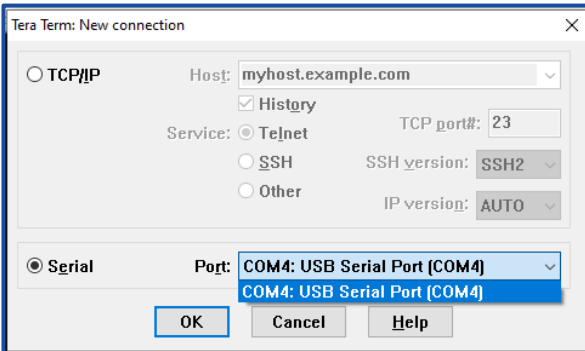 Tera Term: New connection
TCP/IP
Host: myhost.example.com
History
Service: Telnet
TCP port#: 23
SSH
SSH version: SSH2
Other
IP version: AUTO
Serial
Port: COM4: USB Serial Port (COM4)
COM4: USB Serial Port (COM4)
OK Cancel Help